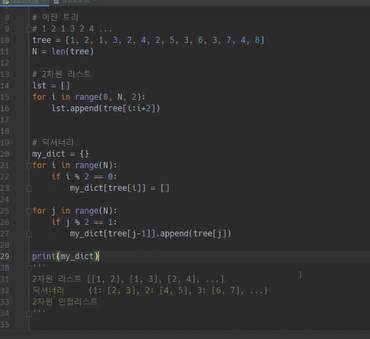 8 # 이진 트리
9 # 1 2 1 3 2 4 ...
10 tree = [1, 2, 1, 3, 2, 4, 2, 5, 3, 6, 3, 7, 4, 8]
11 N = len(tree)
12
13 # 2차원 리스트
14 lst = []
15 for i in range(0, N, 2):
16 lst.append(tree[i:i+2])
17
18
19 # 딕셔너리
20 my_dict = {}
21 for i in range(N):
22 if i % 2 == 0:
23 my_dict[tree[i]] = []
24
25 for j in range(N):
26 if j % 2 == 1:
27 my_dict[tree[j-1]].append(tree[j])
28
29 print(my_dict)
30 '''
31 2차원 리스트 [[1, 2], [1, 3], [2, 4], ...]
32 딕셔너리 {1: [2, 3], 2: [4, 5], 3: [6, 7], ...}
33 2차원 인접리스트
34 '''
35